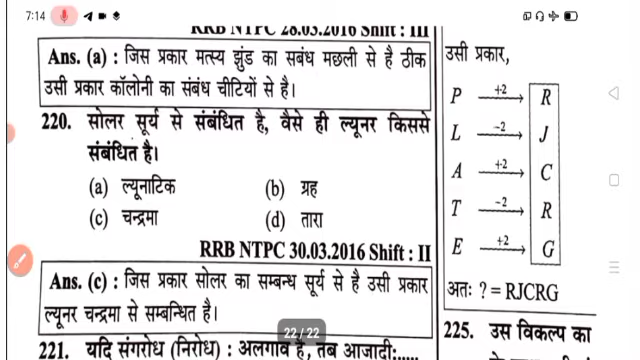 7:14
RRB NTPC 28.03.2016 Shift : III
Ans. (a) : जिस प्रकार मत्स्य झुंड का सबंध मछली से है ठीक
उसी प्रकार कॉलोनी का संबंध चीटियों से है।
220. सोलर सूर्य से संबंधित है, वैसे ही ल्यूनर किससे
संबंधित है।
(a) ल्यूनाटिक (b) ग्रह
(c) चन्द्रमा (d) तारा
RRB NTPC 30.03.2016 Shift : II
Ans. (c) : जिस प्रकार सोलर का सम्बन्ध सूर्य से है उसी प्रकार
ल्यूनर चन्द्रमा से सम्बन्धित है।
22 / 22
221. यदि संगरोध (निरोध) : अलगाव है, तब आजादी:.....
उसी प्रकार,
P +2 R
L –2 J
A +2 C
T –2 R
E +2 G
अतः ? = RJCRG
225. उस विकल्प का